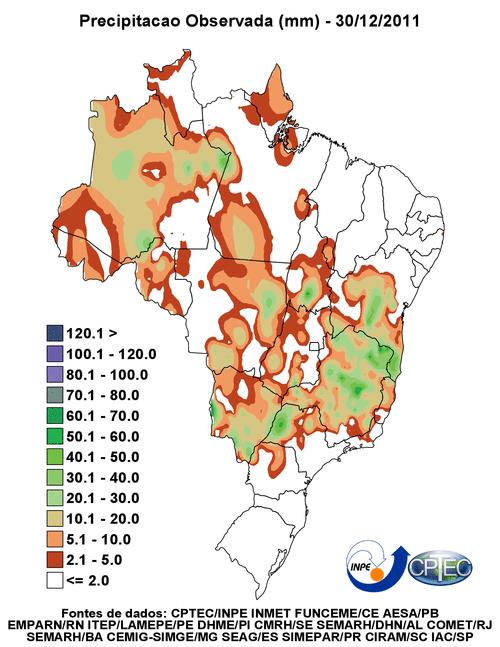 Precipitacao Observada (mm) - 30/12/2011
120.1 >
100.1 - 120.0
80.1 - 100.0
70.1 - 80.0
60.1 - 70.0
50.1 - 60.0
40.1 - 50.0
30.1 - 40.0
20.1 - 30.0
10.1 - 20.0
5.1 - 10.0
2.1 - 5.0
<= 2.0
INPE
CPTEC
Fontes de dados: CPTEC/INPE INMET FUNCEME/CE AESA/PB
EMPARN/RN ITEP/LAMEPE/PE DHME/PI CMRH/SE SEMARH/DHN/AL COMET/RJ
SEMARH/BA CEMIG-SIMGE/MG SEAG/ES SIMEPAR/PR CIRAM/SC IAC/SP